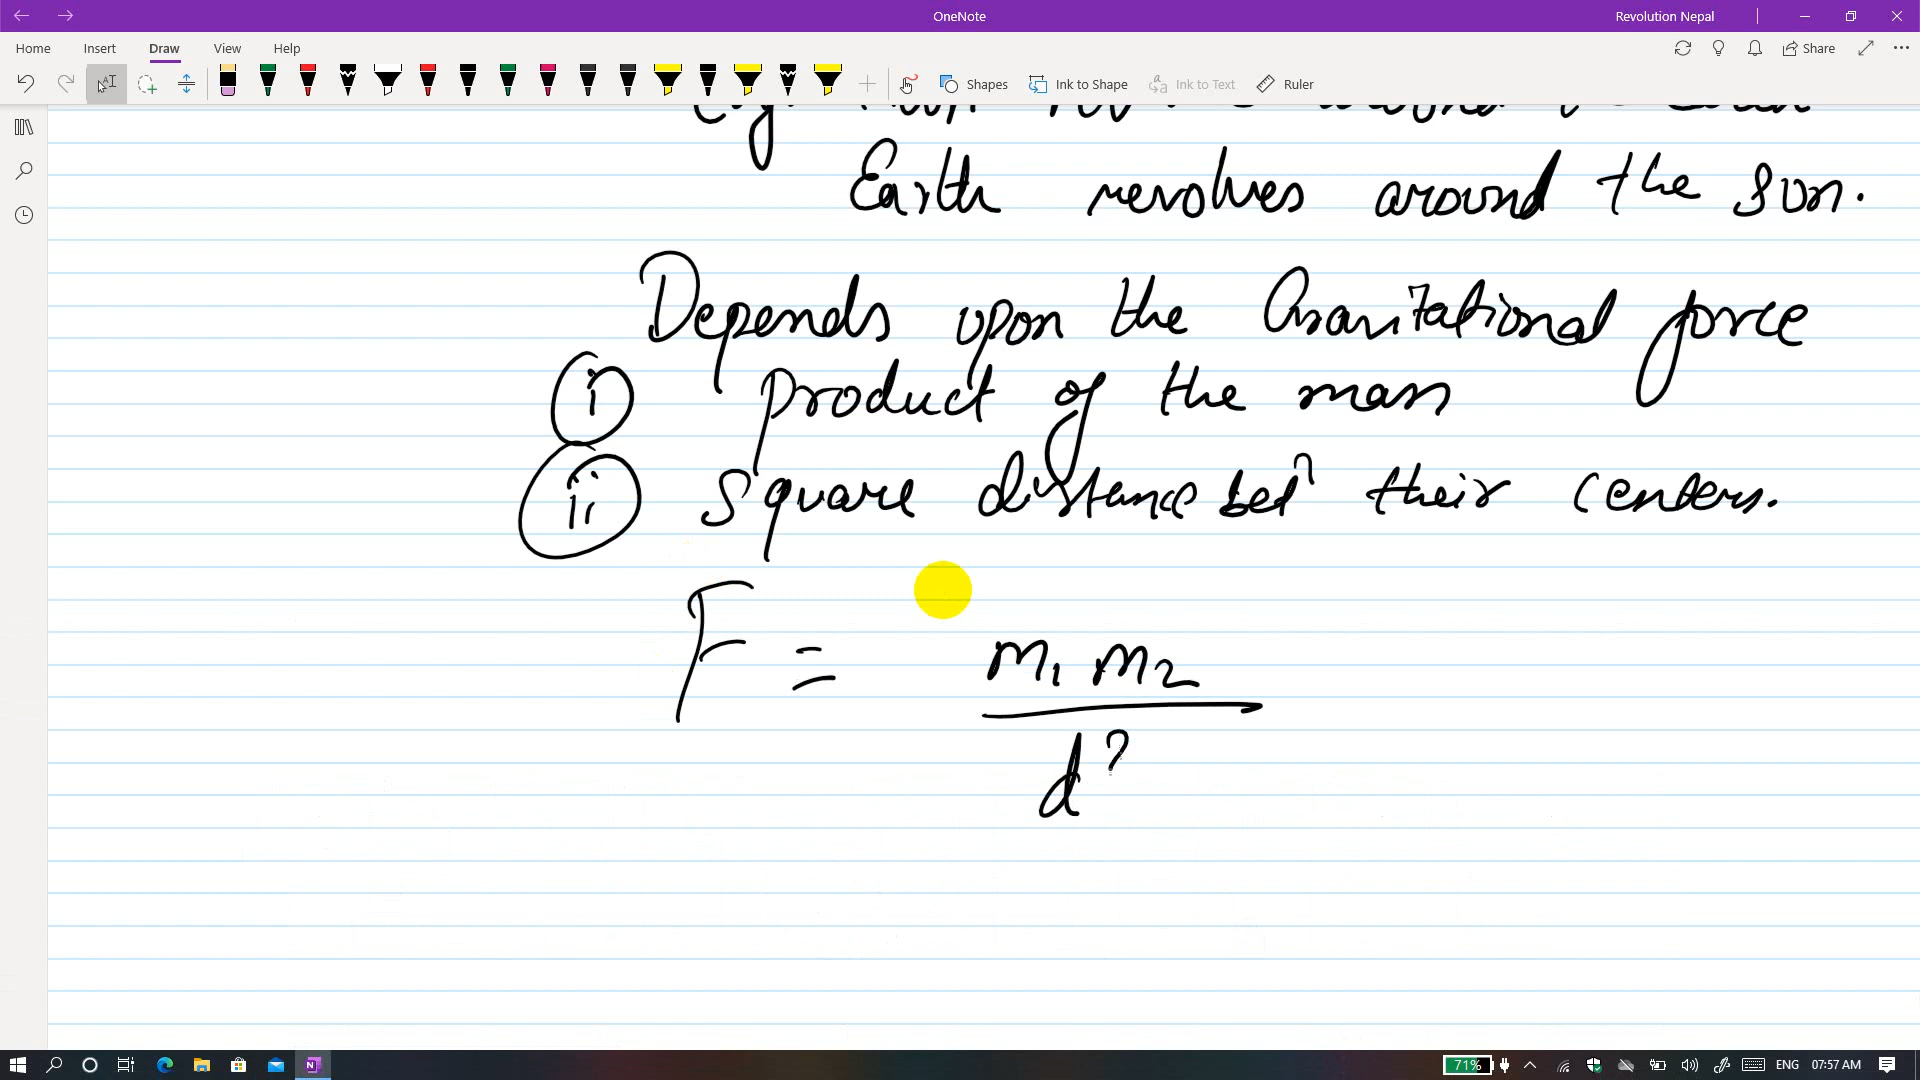 OneNote
Revolution Nepal
Home Insert Draw View Help
Share
Shapes Ink to Shape Ink to Text Ruler
Earth revolves around the sun.
Depends upon the Gravitational force
i product of the mass
ii square distance betn their centers.
F = m1 m2
d2
71% ENG 07:57 AM